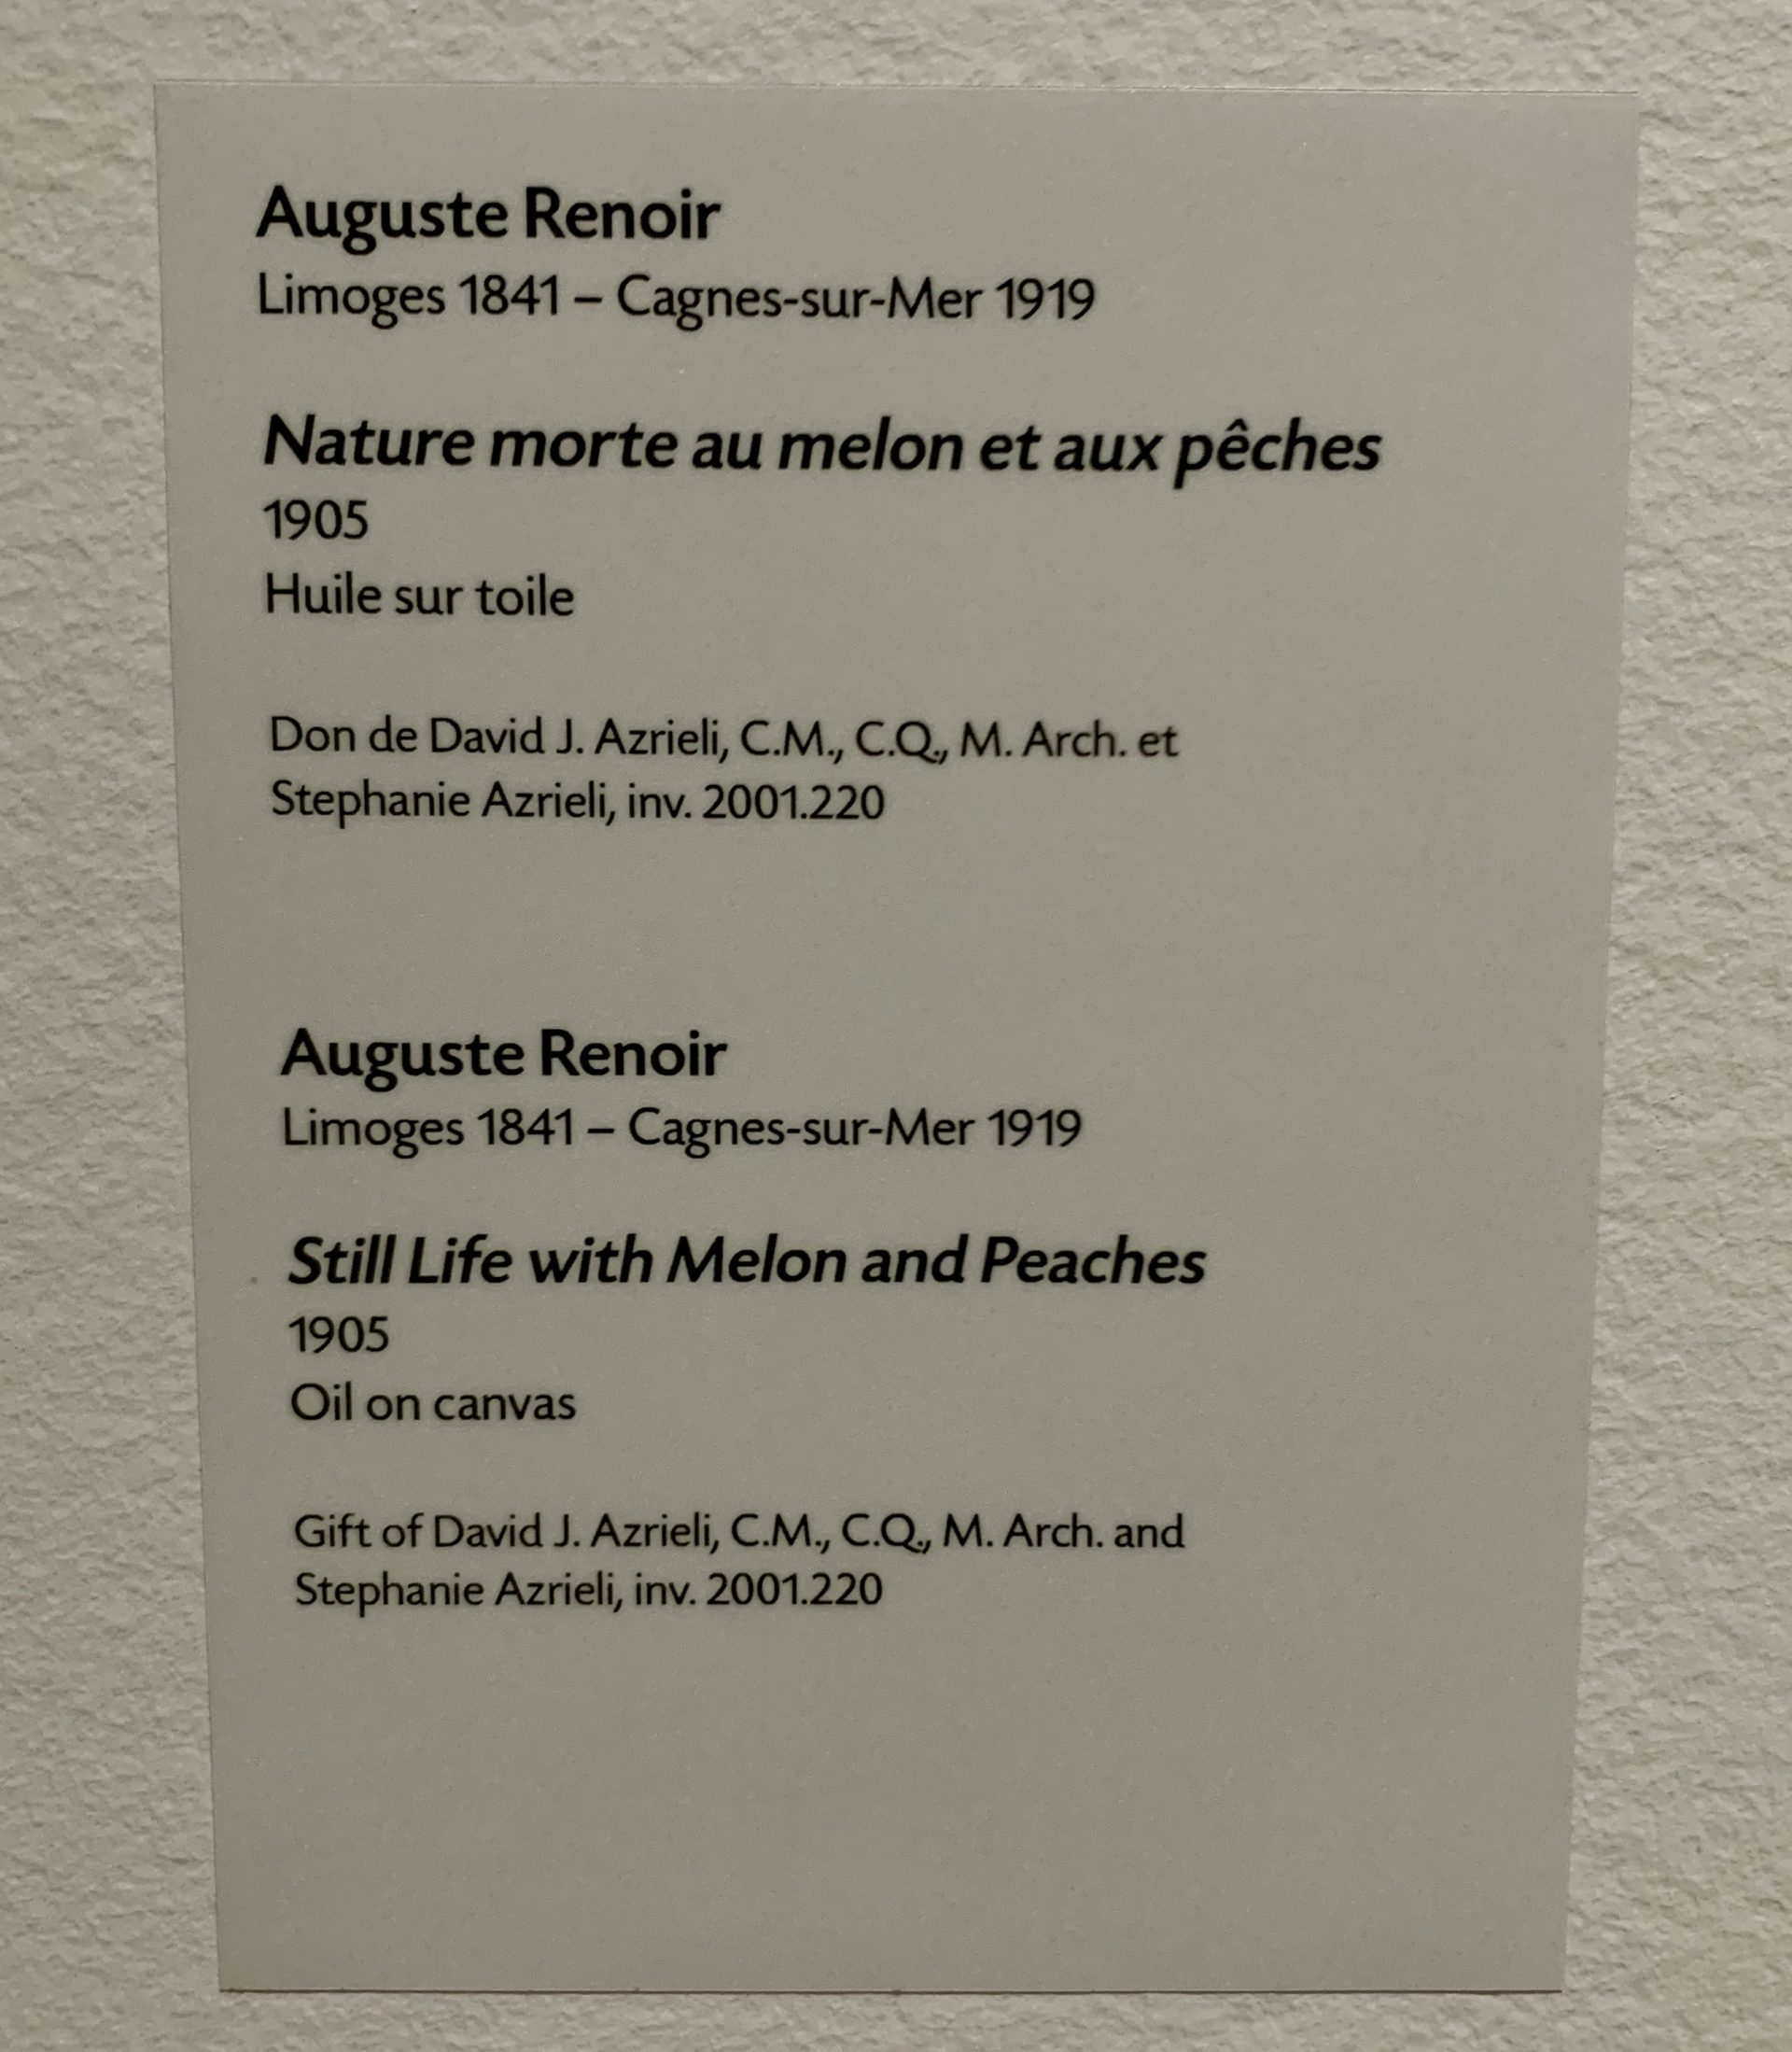 Auguste Renoir
Limoges 1841 – Cagnes-sur-Mer 1919
Nature morte au melon et aux pêches
1905
Huile sur toile
Don de David J. Azrieli, C.M., C.Q., M. Arch. et
Stephanie Azrieli, inv. 2001.220
Auguste Renoir
Limoges 1841 – Cagnes-sur-Mer 1919
Still Life with Melon and Peaches
1905
Oil on canvas
Gift of David J. Azrieli, C.M., C.Q., M. Arch. and
Stephanie Azrieli, inv. 2001.220